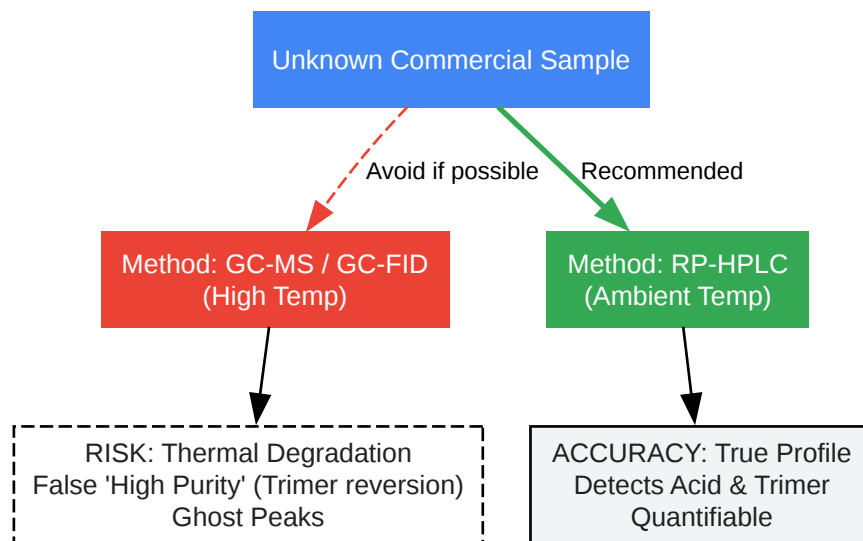 Unknown Commercial Sample
Avoid if possible
Recommended
Method: GC-MS / GC-FID
(High Temp)
Method: RP-HPLC
(Ambient Temp)
RISK: Thermal Degradation
False 'High Purity' (Trimer reversion)
Ghost Peaks
ACCURACY: True Profile
Detects Acid & Trimer
Quantifiable